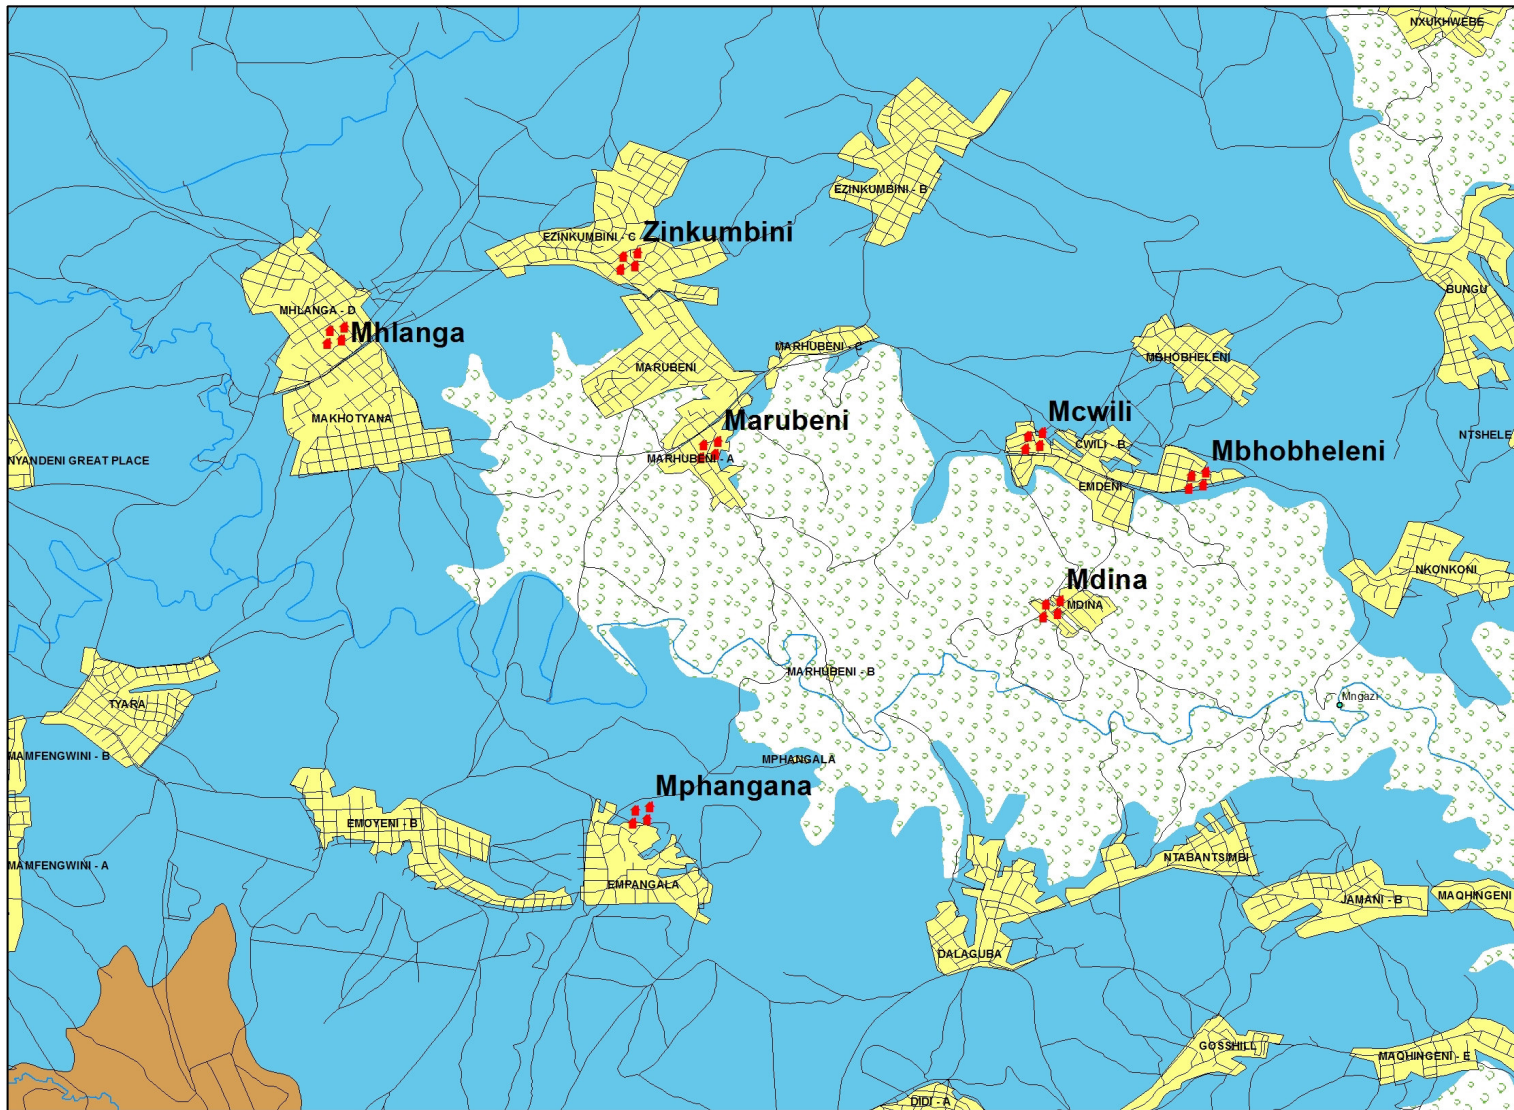 NXUKHWEBE
EZINKUMBINI - B
Zinkumbini
EZINKUMBINI - C
BUNGU
MHLANGA - D
Mhlanga
MARHUBENI - C
MBHOBHELENI
MARUBENI
MAKHOTYANA
Marubeni
Mcwili
NTSHELE
CWILI - B
Mbhobheleni
NYANDENI GREAT PLACE
MARHUBENI - A
EMDENI
NKONKONI
Mdina
MDINA
MARHUBENI - B
Mngazi
TYARA
MAMFENGWINI - B
MPHANGALA
Mphangana
EMOYENI - B
NTABANTSIMBI
MAMFENGWINI - A
EMPANGALA
JAMANI - B
MAQHINGENI
DALAGUBA
GOSSHILL
MAQHINGENI - E
DIDI - A